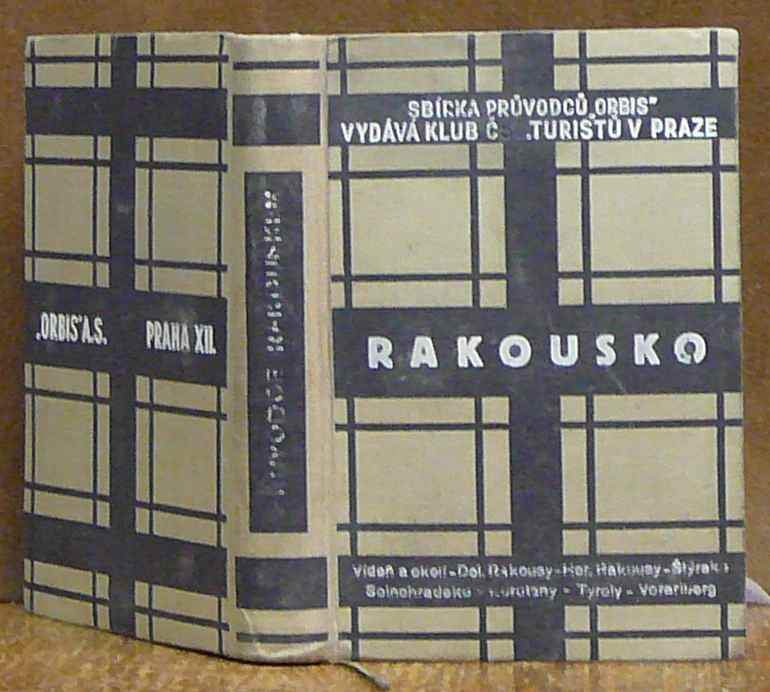 SBÍRKA PRŮVODCŮ „ORBIS"
VYDÁVÁ KLUB TURISTŮ V PRAZE
RAKOUSKO
Vídeň a okolí - Dol. Rakousy - Hor. Rakousy - Štýrsko
Solnohradsko - Korutany - Tyroly - Vorarlberg
„ORBIS" A.S. PRAHA XII.